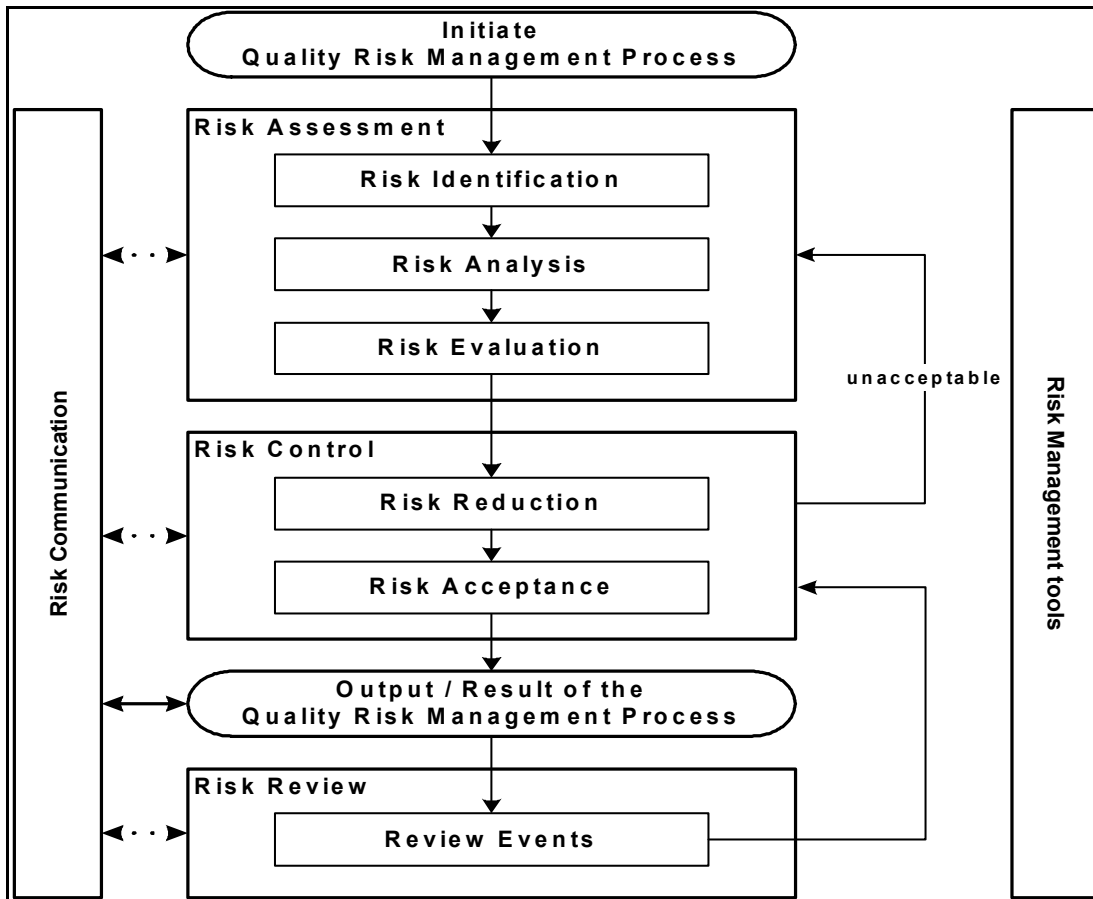 Initiate
Quality Risk Management Process
Risk Assessment
Risk Identification
Risk Analysis
Risk Evaluation
unacceptable
Risk Communication
Risk Management tools
Risk Control
Risk Reduction
Risk Acceptance
Output / Result of the
Quality Risk Management Process
Risk Review
Review Events